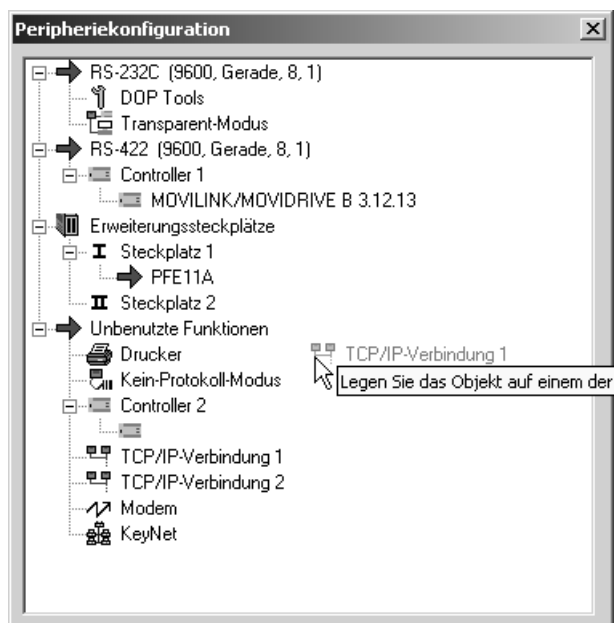 Peripheriekonfiguration
RS-232C (9600, Gerade, 8, 1)
DOP Tools
Transparent-Modus
RS-422 (9600, Gerade, 8, 1)
Controller 1
MOVILINK/MOVIDRIVE B 3.12.13
Erweiterungssteckplätze
I Steckplatz 1
PFE11A
II Steckplatz 2
Unbenutzte Funktionen
Drucker TCP/IP-Verbindung 1
Kein-Protokoll-Modus Legen Sie das Objekt auf einem der
Controller 2
TCP/IP-Verbindung 1
TCP/IP-Verbindung 2
Modem
KeyNet